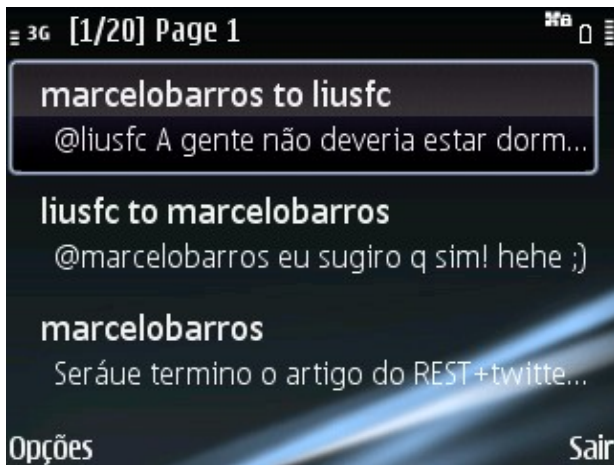 3G [1/20] Page 1
marcelobarros to liusfc
@liusfc A gente não deveria estar dorm...
liusfc to marcelobarros
@marcelobarros eu sugiro q sim! hehe ;)
marcelobarros
Seráue termino o artigo do REST+twitte...
Opções Sair